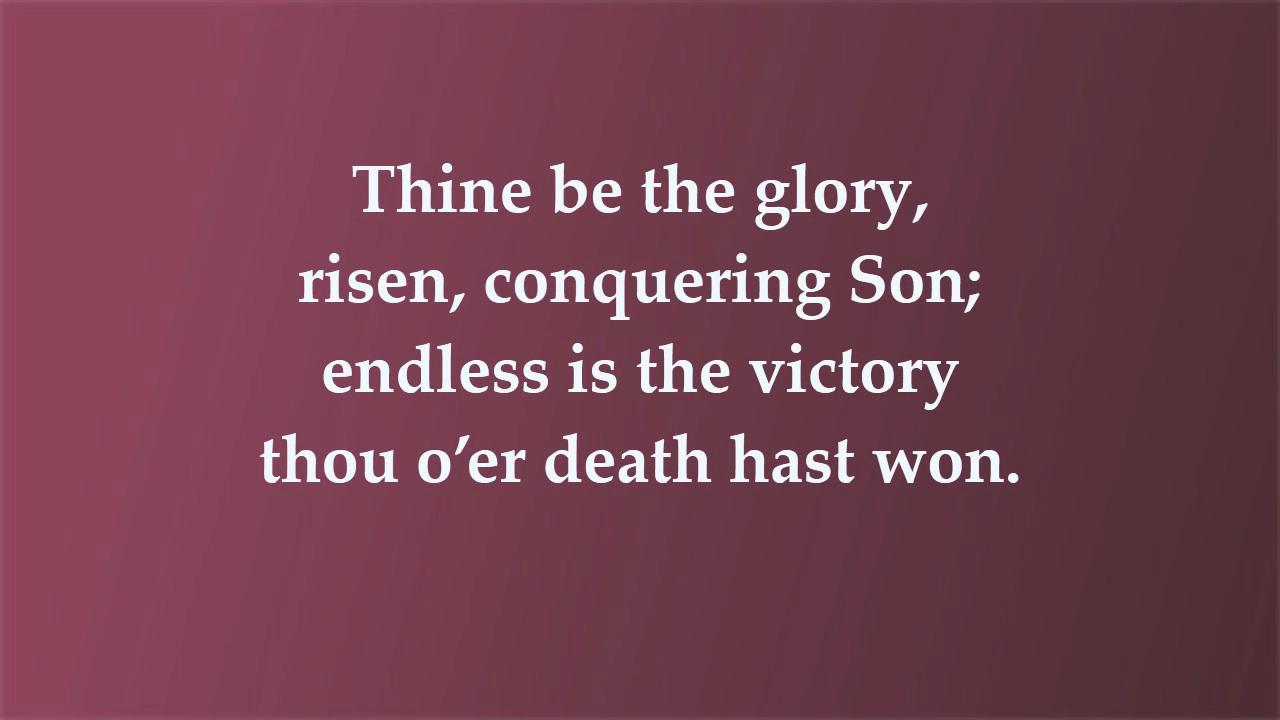 Thine be the glory,
risen, conquering Son;
endless is the victory
thou o’er death hast won.